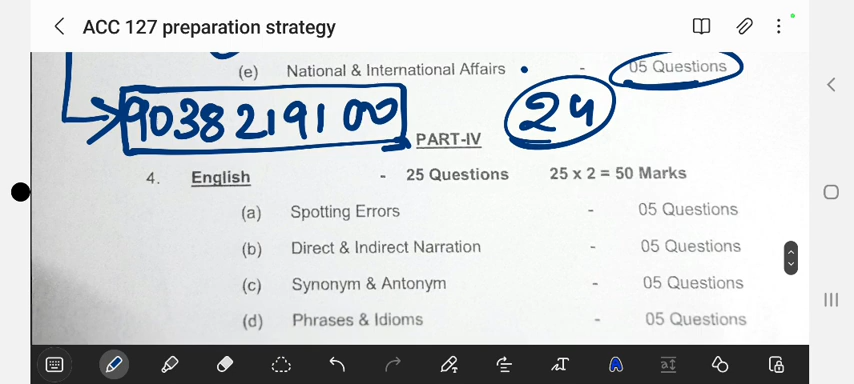 ACC 127 preparation strategy
(e) National & International Affairs - 05 Questions
9038219100 24
PART-IV
4. English - 25 Questions 25 x 2 = 50 Marks
(a) Spotting Errors - 05 Questions
(b) Direct & Indirect Narration - 05 Questions
(c) Synonym & Antonym - 05 Questions
(d) Phrases & Idioms - 05 Questions